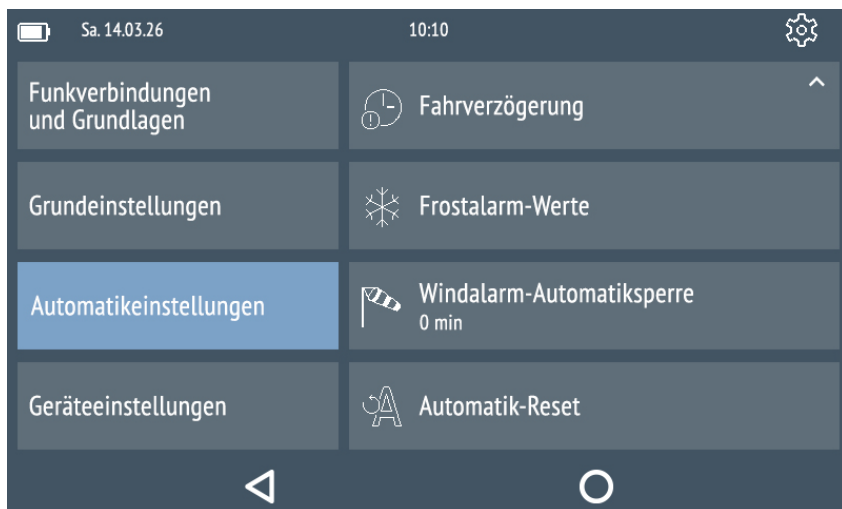 Sa. 14.03.26
10:10
Funkverbindungen
und Grundlagen
Fahrverzögerung
Grundeinstellungen
Frostalarm-Werte
Automatikeinstellungen
Windalarm-Automatiksperre
0 min
Geräteeinstellungen
Automatik-Reset